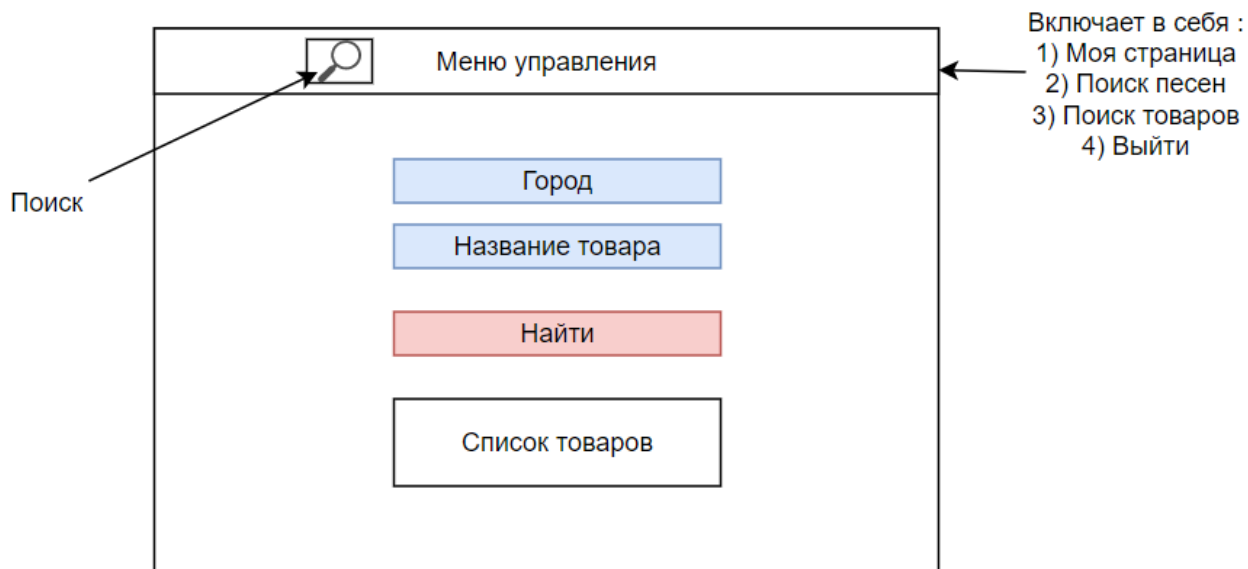 Включает в себя :
1) Моя страница
2) Поиск песен
3) Поиск товаров
4) Выйти
Меню управления
Поиск
Город
Название товара
Найти
Список товаров